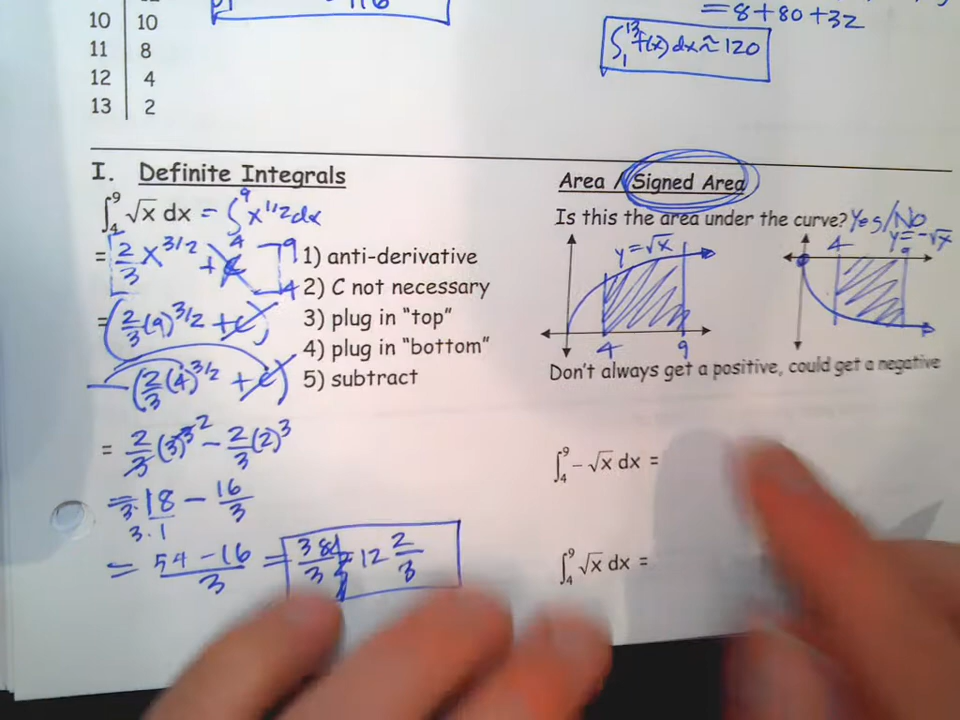 10 10
11 8
12 4
13 2
= 8 + 80 + 32
∫₁¹³ f(x) dx ≈ 120
I. Definite Integrals
∫₄⁹ √x dx = ∫₄⁹ x^1/2 dx
= [2/3 x^3/2 + C]₄⁹
= (2/3 (9)^3/2 + C)
− (2/3 (4)^3/2 + C)
= 2/3 (3)^3 − 2/3 (2)^3
= 3·18/3·1 − 16/3
= 54 − 16/3 = 38/3 = 12 2/3
1) anti-derivative
2) C not necessary
3) plug in “top”
4) plug in “bottom”
5) subtract
Area / Signed Area
Is this the area under the curve? Yes/No
y = √x
4 9
y = -√x
4 9
Don’t always get a positive, could get a negative
∫₄⁹ − √x dx =
∫₄⁹ √x dx =